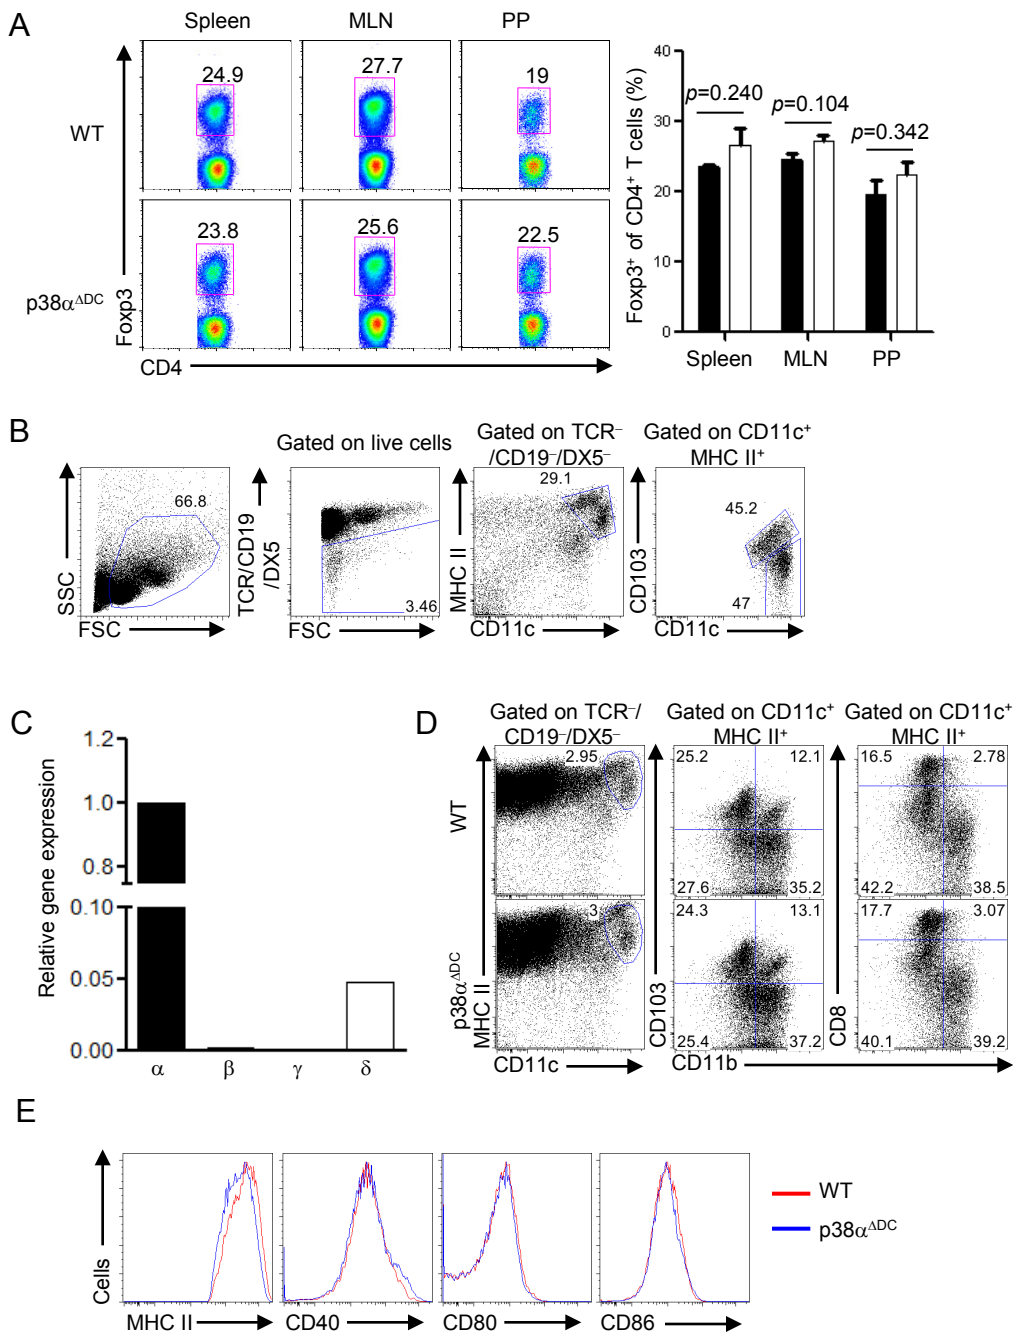 A
Spleen MLN PP
WT
24.9 27.7 19
p38α^ΔDC
23.8 25.6 22.5
Foxp3
CD4
Foxp3⁺ of CD4⁺ T cells (%)
40
30
20
10
0
p=0.240
p=0.104
p=0.342
Spleen MLN PP
B
Gated on live cells
Gated on TCR⁻
/CD19⁻/DX5⁻
Gated on CD11c⁺
MHC II⁺
SSC
66.8
FSC
TCR/CD19
/DX5
3.46
FSC
MHC II
29.1
CD11c
CD103
45.2
47
CD11c
C
Relative gene expression
1.2
1.0
0.8
0.10
0.05
0.00
α β γ δ
D
Gated on TCR⁻/
CD19⁻/DX5⁻
Gated on CD11c⁺
MHC II⁺
Gated on CD11c⁺
MHC II⁺
WT
2.95
25.2 12.1
27.6 35.2
16.5 2.78
42.2 38.5
p38α^ΔDC
MHC II
3
CD103
24.3 13.1
25.4 37.2
CD8
17.7 3.07
40.1 39.2
CD11c
CD11b
E
Cells
MHC II CD40 CD80 CD86
WT
p38α^ΔDC